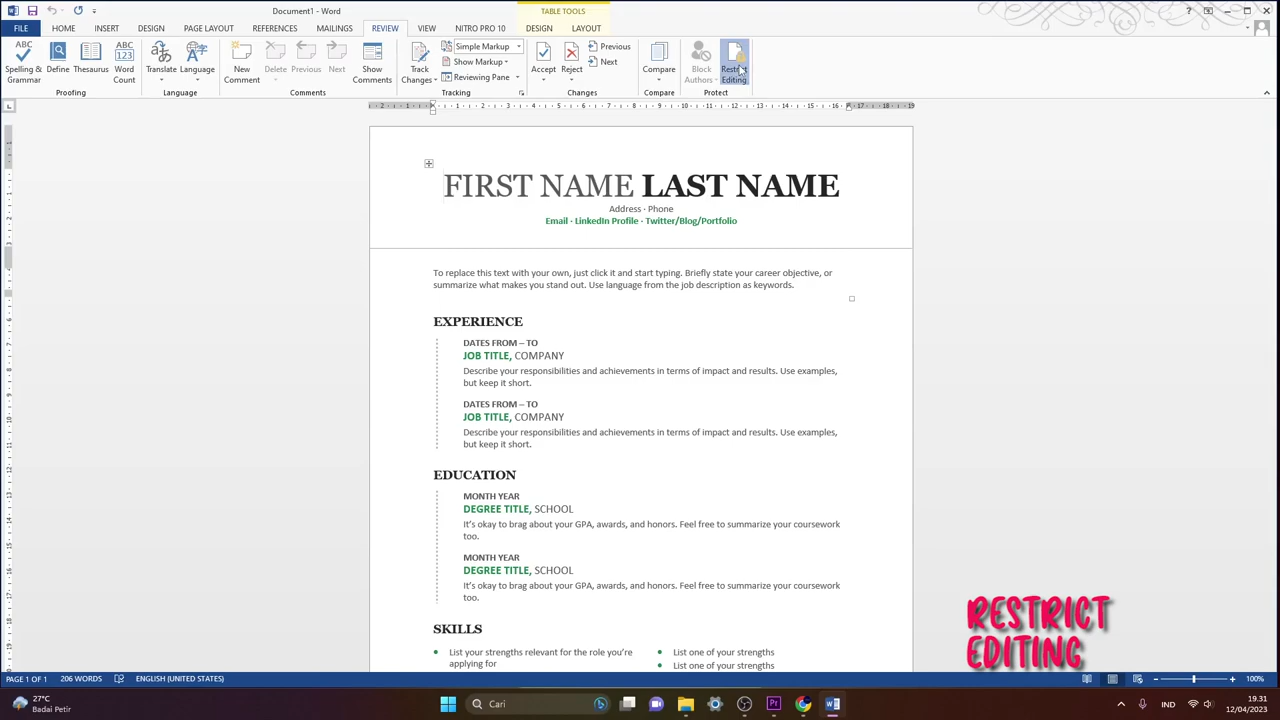 Document1 - Word
TABLE TOOLS
FILE
HOME
INSERT
DESIGN
PAGE LAYOUT
REFERENCES
MAILINGS
REVIEW
VIEW
NITRO PRO 10
DESIGN
LAYOUT
Spelling & Grammar
Define
Thesaurus
Word Count
Translate
Language
New Comment
Delete
Previous
Next
Show Comments
Track Changes
Simple Markup
Show Markup
Reviewing Pane
Accept
Reject
Previous
Next
Compare
Block Authors
Restrict Editing
Proofing
Language
Comments
Tracking
Changes
Compare
Protect
FIRST NAME LAST NAME
Address · Phone
Email · LinkedIn Profile · Twitter/Blog/Portfolio
To replace this text with your own, just click it and start typing. Briefly state your career objective, or
summarize what makes you stand out. Use language from the job description as keywords.
EXPERIENCE
DATES FROM – TO
JOB TITLE, COMPANY
Describe your responsibilities and achievements in terms of impact and results. Use examples,
but keep it short.
DATES FROM – TO
JOB TITLE, COMPANY
Describe your responsibilities and achievements in terms of impact and results. Use examples,
but keep it short.
EDUCATION
MONTH YEAR
DEGREE TITLE, SCHOOL
It's okay to brag about your GPA, awards, and honors. Feel free to summarize your coursework
too.
MONTH YEAR
DEGREE TITLE, SCHOOL
It's okay to brag about your GPA, awards, and honors. Feel free to summarize your coursework
too.
SKILLS
List your strengths relevant for the role you're
applying for
List one of your strengths
List one of your strengths
RESTRICT
EDITING
PAGE 1 OF 1
206 WORDS
ENGLISH (UNITED STATES)
100%
27°C
Badai Petir
Cari
IND
19.31
12/04/2023